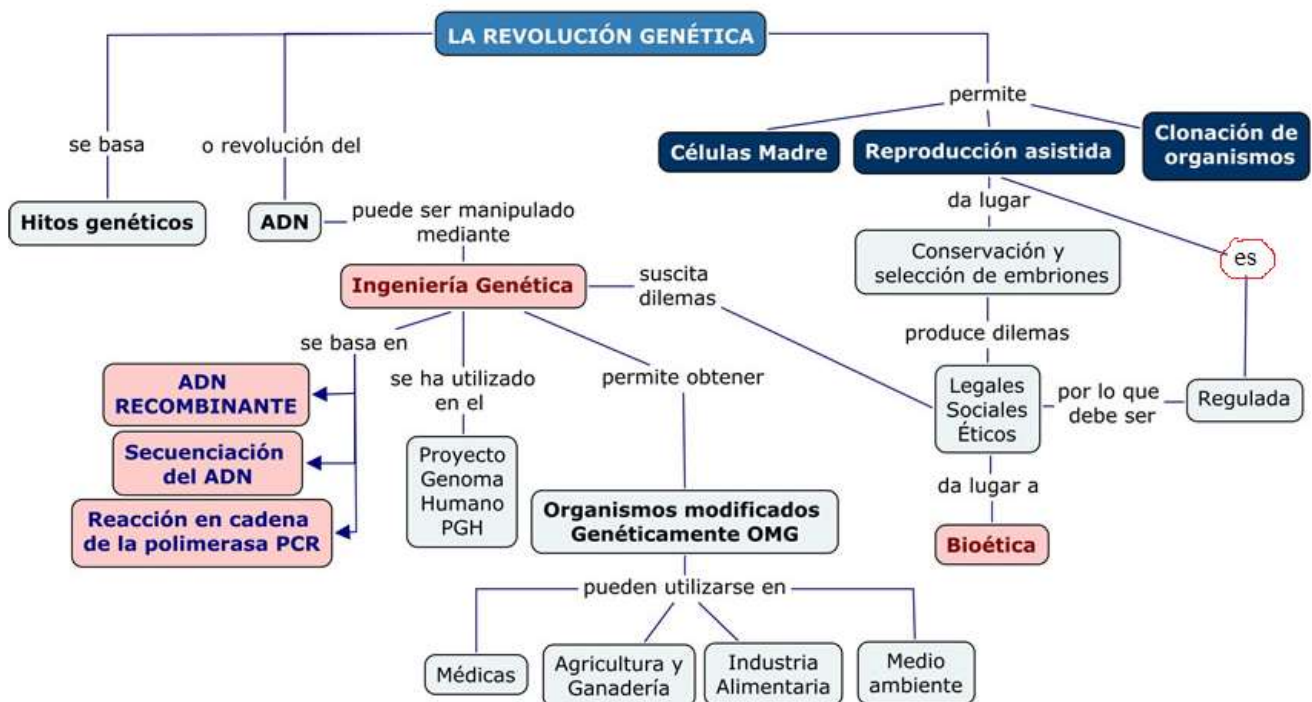 LA REVOLUCIÓN GENÉTICA
se basa
o revolución del
permite
Células Madre
Reproducción asistida
Clonación de
organismos
Hitos genéticos
ADN
puede ser manipulado
mediante
da lugar
Conservación y
selección de embriones
es
Ingeniería Genética
suscita
dilemas
produce dilemas
se basa en
ADN
RECOMBINANTE
Secuenciación
del ADN
Reacción en cadena
de la polimerasa PCR
se ha utilizado
en el
Proyecto
Genoma
Humano
PGH
permite obtener
Organismos modificados
Genéticamente OMG
Legales
Sociales
Éticos
por lo que
debe ser
Regulada
da lugar a
Bioética
pueden utilizarse en
Médicas
Agricultura y
Ganadería
Industria
Alimentaria
Medio
ambiente